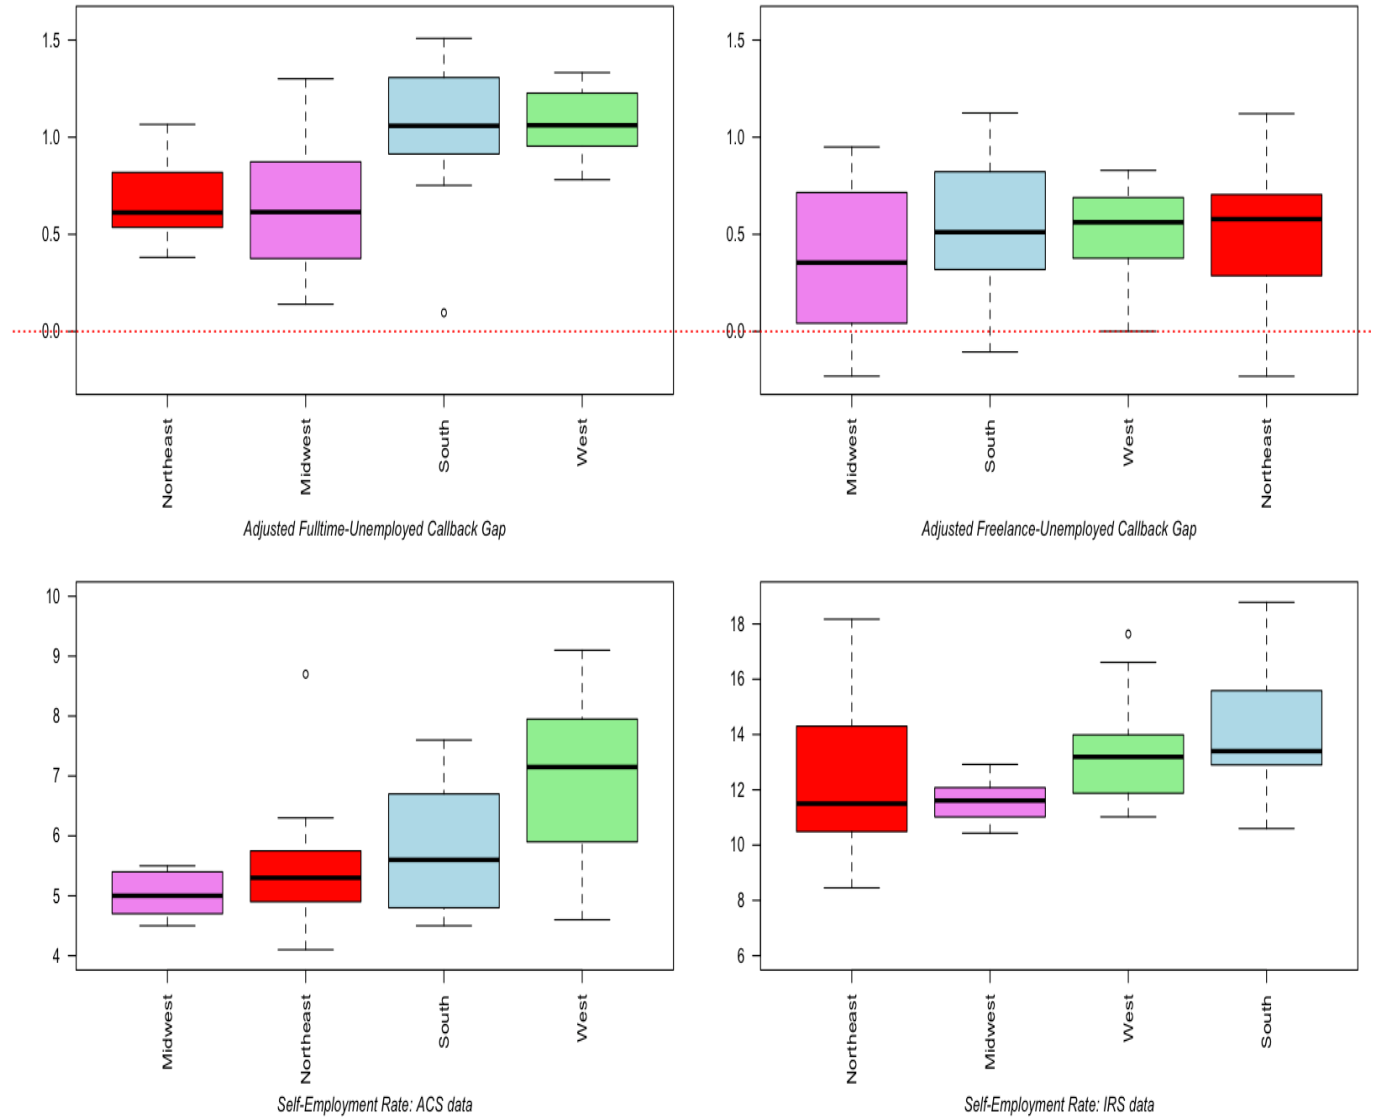 1.5
1.0
0.5
0.0
Northeast
Midwest
South
West
Adjusted Fulltime-Unemployed Callback Gap
1.5
1.0
0.5
0.0
Midwest
South
West
Northeast
Adjusted Freelance-Unemployed Callback Gap
10
9
8
7
6
5
4
Midwest
Northeast
South
West
Self-Employment Rate: ACS data
18
16
14
12
10
8
6
Northeast
Midwest
West
South
Self-Employment Rate: IRS data